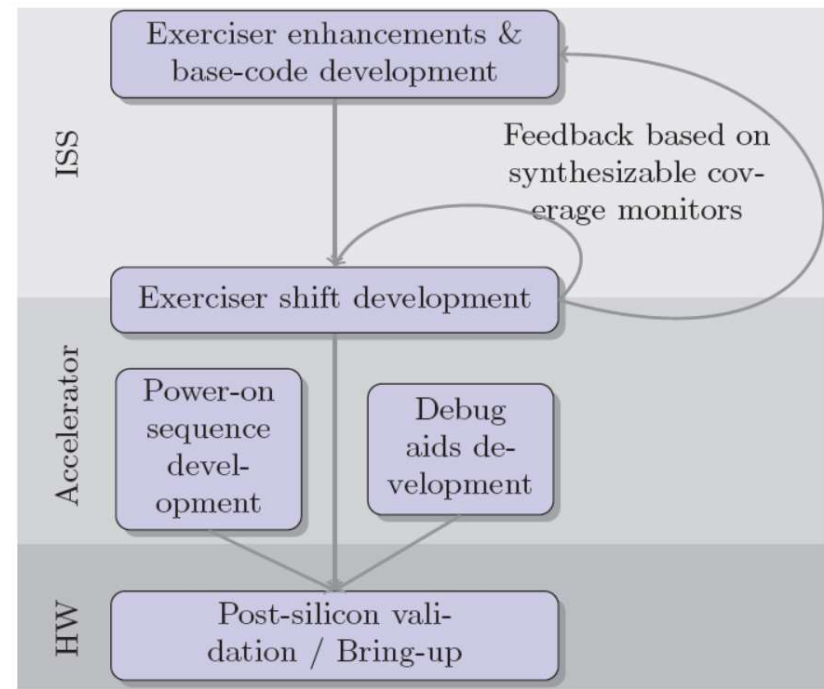 Exerciser enhancements &
base-code development
ISS
Feedback based on
synthesizable cov-
erage monitors
Exerciser shift development
Accelerator
Power-on
sequence
devel-
opment
Debug
aids de-
velopment
HW
Post-silicon vali-
dation / Bring-up